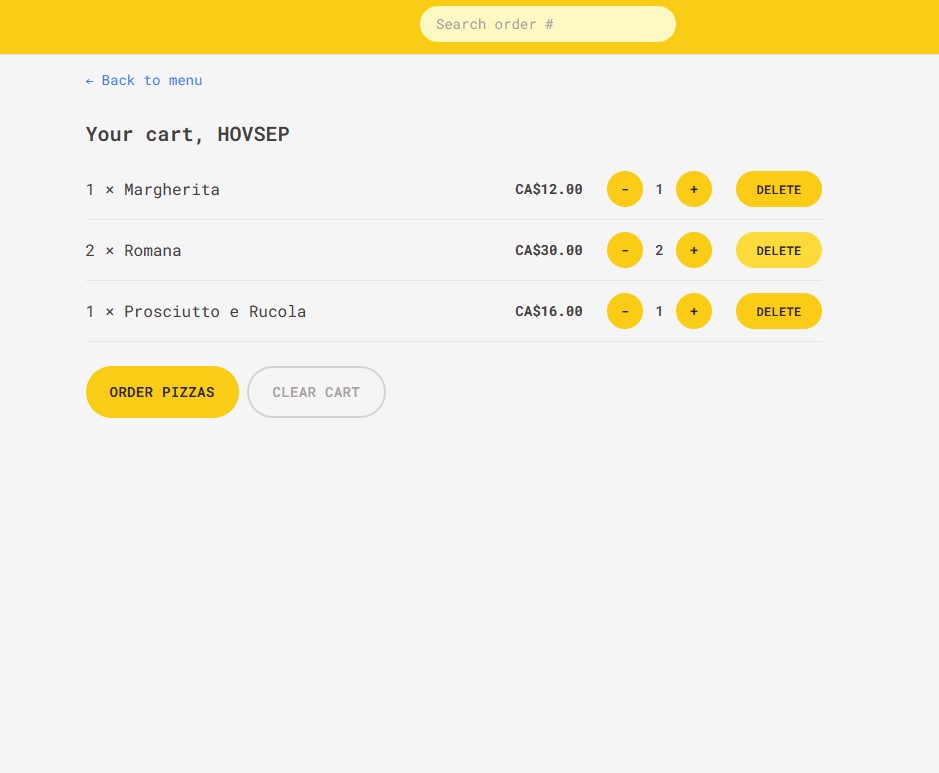 Search order #
← Back to menu
Your cart, HOVSEP
1 × Margherita CA$12.00 - 1 + DELETE
2 × Romana CA$30.00 - 2 + DELETE
1 × Prosciutto e Rucola CA$16.00 - 1 + DELETE
ORDER PIZZAS CLEAR CART